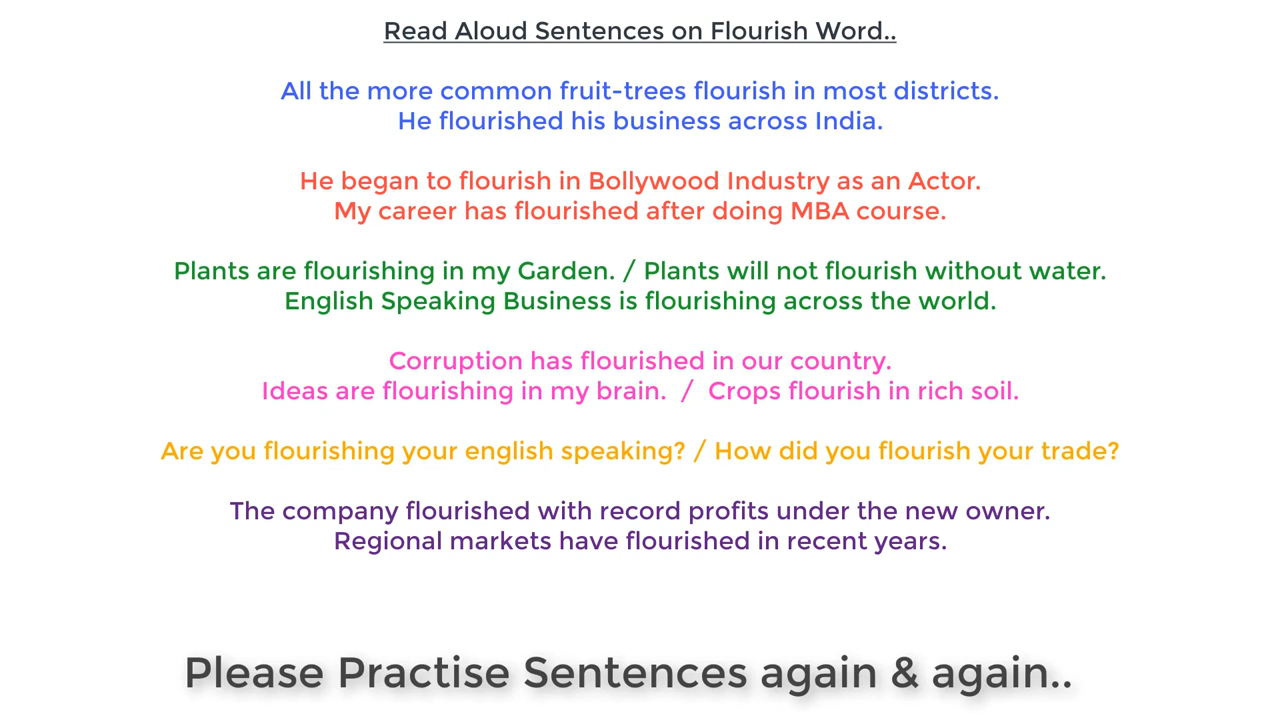 Read Aloud Sentences on Flourish Word..
All the more common fruit-trees flourish in most districts.
He flourished his business across India.
He began to flourish in Bollywood Industry as an Actor.
My career has flourished after doing MBA course.
Plants are flourishing in my Garden. / Plants will not flourish without water.
English Speaking Business is flourishing across the world.
Corruption has flourished in our country.
Ideas are flourishing in my brain. / Crops flourish in rich soil.
Are you flourishing your english speaking? / How did you flourish your trade?
The company flourished with record profits under the new owner.
Regional markets have flourished in recent years.
Please Practise Sentences again & again..